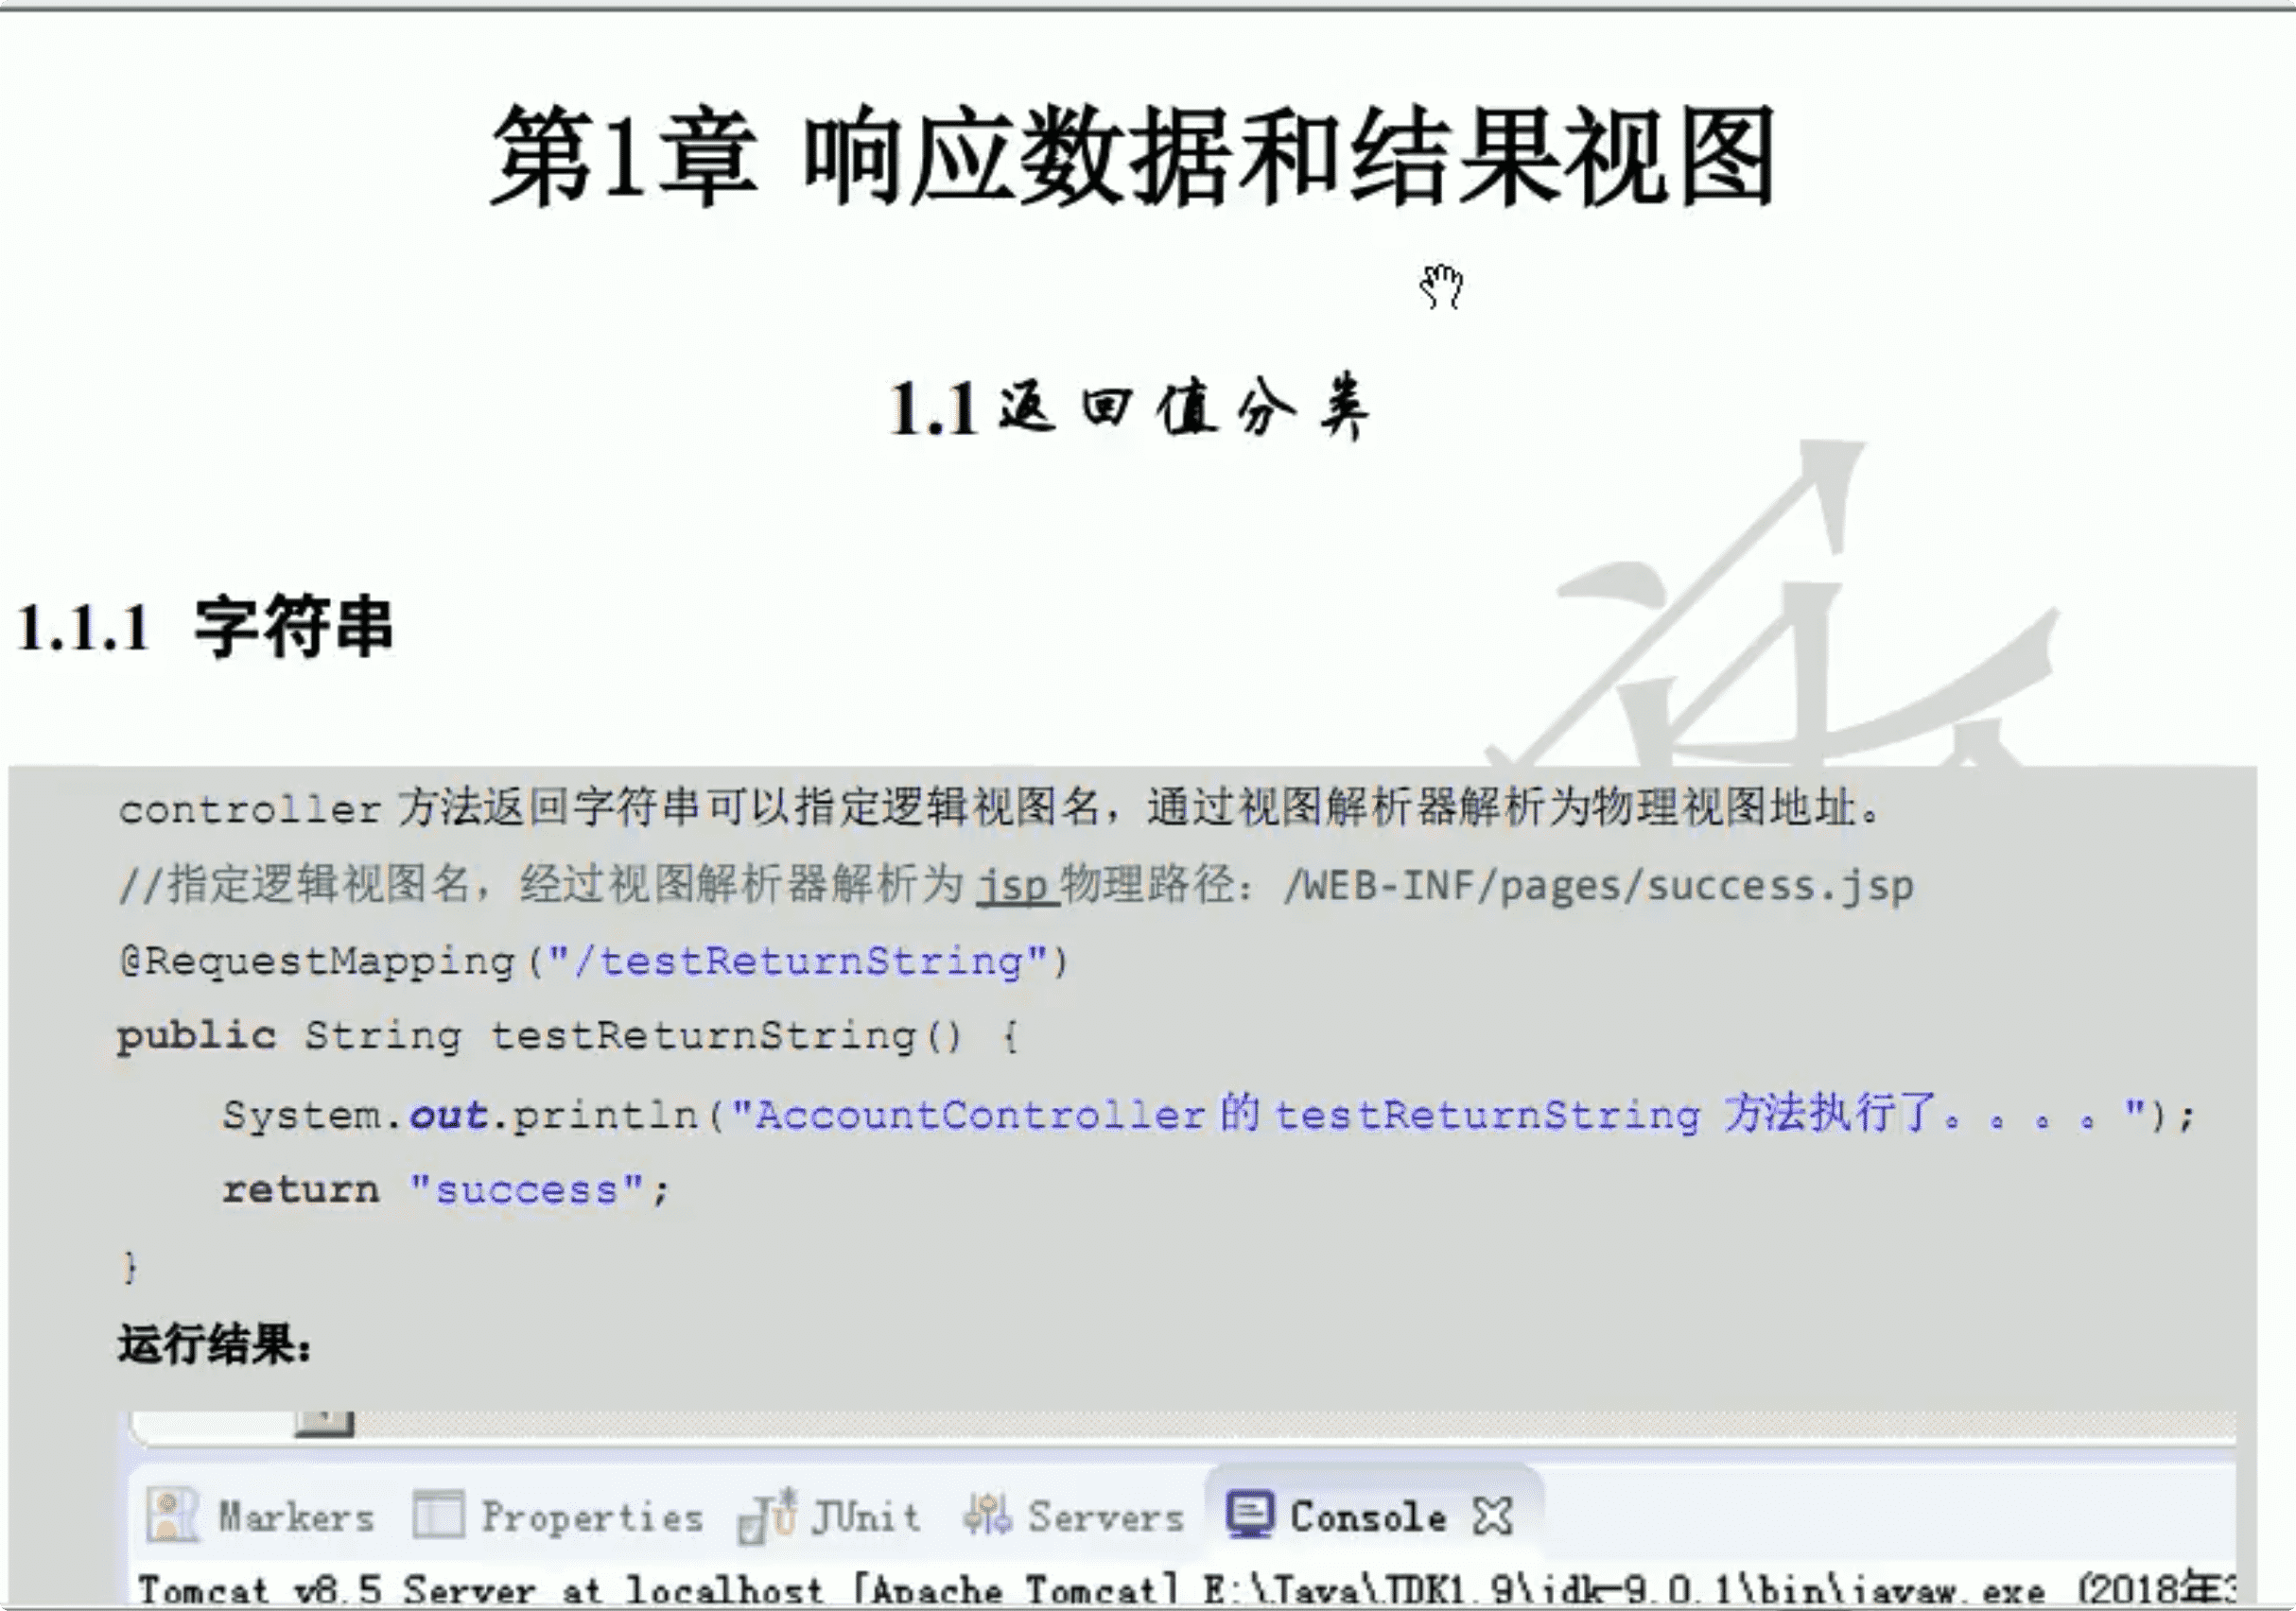 第1章 响应数据和结果视图
1.1返回值分类
1.1.1 字符串
controller 方法返回字符串可以指定逻辑视图名，通过视图解析器解析为物理视图地址。
//指定逻辑视图名，经过视图解析器解析为 jsp 物理路径：/WEB-INF/pages/success.jsp
@RequestMapping("/testReturnString")
public String testReturnString() {
System.out.println("AccountController 的 testReturnString 方法执行了。。。。");
return "success";
}
运行结果：
Markers Properties JUnit Servers Console
Tomcat v8.5 Server at localhost [Apache Tomcat] E:\Java\JDK1.9\jdk-9.0.1\bin\javaw.exe (2018年3